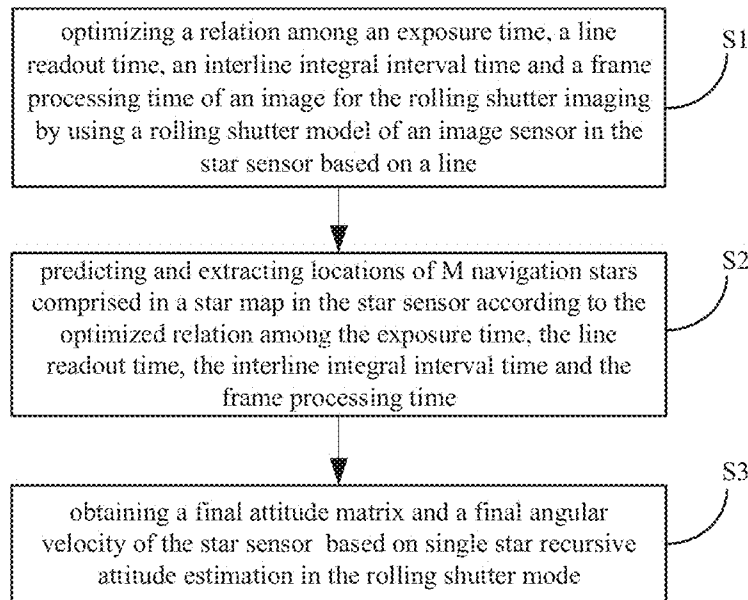 optimizing a relation among an exposure time, a line
readout time, an interline integral interval time and a frame
processing time of an image for the rolling shutter imaging
by using a rolling shutter model of an image sensor in the
star sensor based on a line
S1
predicting and extracting locations of M navigation stars
comprised in a star map in the star sensor according to the
optimized relation among the exposure time, the line
readout time, the interline integral interval time and the
frame processing time
S2
obtaining a final attitude matrix and a final angular
velocity of the star sensor based on single star recursive
attitude estimation in the rolling shutter mode
S3